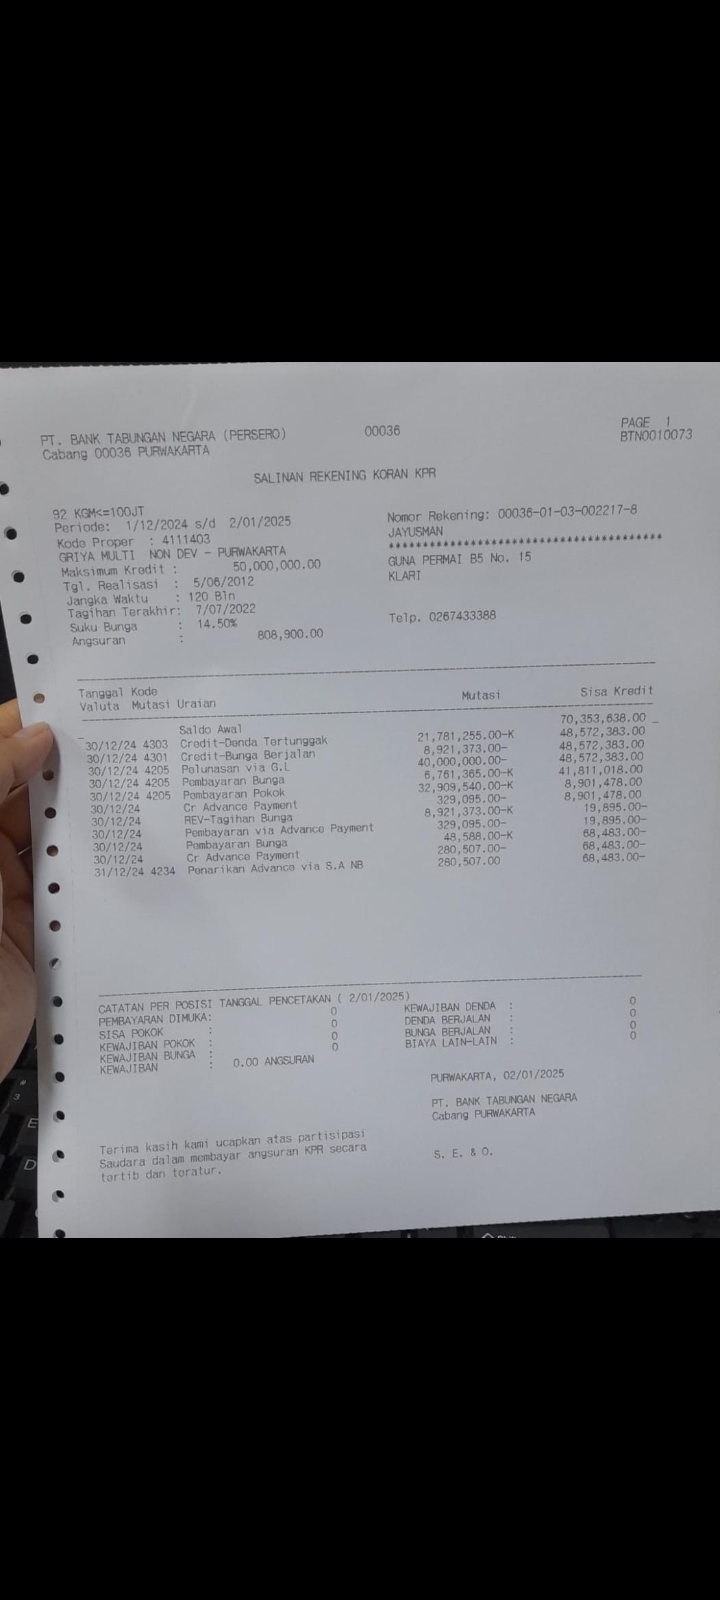 PT. BANK TABUNGAN NEGARA (PERSERO) 00036 PAGE 1
Cabang 00036 PURWAKARTA BTN0010073
SALINAN REKENING KORAN KPR
92 KGM<=100JT
Periode: 1/12/2024 s/d 2/01/2025 Nomor Rekening: 00036-01-03-002217-8
Kode Proper : 4111403 JAYUSMAN
GRIYA MULTI NON DEV - PURWAKARTA ****************************************
Maksimum Kredit : 50,000,000.00 GUNA PERMAI B5 No. 15
Tgl. Realisasi : 5/06/2012 KLARI
Jangka Waktu : 120 Bln
Tagihan Terakhir: 7/07/2022 Telp. 0267433388
Suku Bunga : 14.50%
Angsuran : 808,900.00
Tanggal Kode
Valuta Mutasi Uraian Mutasi Sisa Kredit
Saldo Awal 70,353,638.00
30/12/24 4303 Credit-Denda Tertunggak 21,781,255.00-K 48,572,383.00
30/12/24 4301 Credit-Bunga Berjalan 8,921,373.00- 48,572,383.00
30/12/24 4205 Pelunasan via G.L 40,000,000.00- 48,572,383.00
30/12/24 4205 Pembayaran Bunga 6,761,365.00-K 41,811,018.00
30/12/24 4205 Pembayaran Pokok 32,909,540.00-K 8,901,478.00
30/12/24 Cr Advance Payment 329,095.00- 8,901,478.00
30/12/24 REV-Tagihan Bunga 8,921,373.00-K 19,895.00-
30/12/24 Pembayaran via Advance Payment 329,095.00- 19,895.00-
30/12/24 Pembayaran Bunga 48,588.00-K 68,483.00-
30/12/24 Cr Advance Payment 280,507.00- 68,483.00-
31/12/24 4234 Penarikan Advance via S.A NB 280,507.00 68,483.00-
CATATAN PER POSISI TANGGAL PENCETAKAN ( 2/01/2025)
PEMBAYARAN DIMUKA: 0 KEWAJIBAN DENDA : 0
SISA POKOK : 0 DENDA BERJALAN : 0
KEWAJIBAN POKOK : 0 BUNGA BERJALAN : 0
KEWAJIBAN BUNGA : 0 BIAYA LAIN-LAIN : 0
KEWAJIBAN : 0.00 ANGSURAN
PURWAKARTA, 02/01/2025
PT. BANK TABUNGAN NEGARA
Cabang PURWAKARTA
Terima kasih kami ucapkan atas partisipasi
Saudara dalam membayar angsuran KPR secara
tertib dan teratur.
S. E. & O.